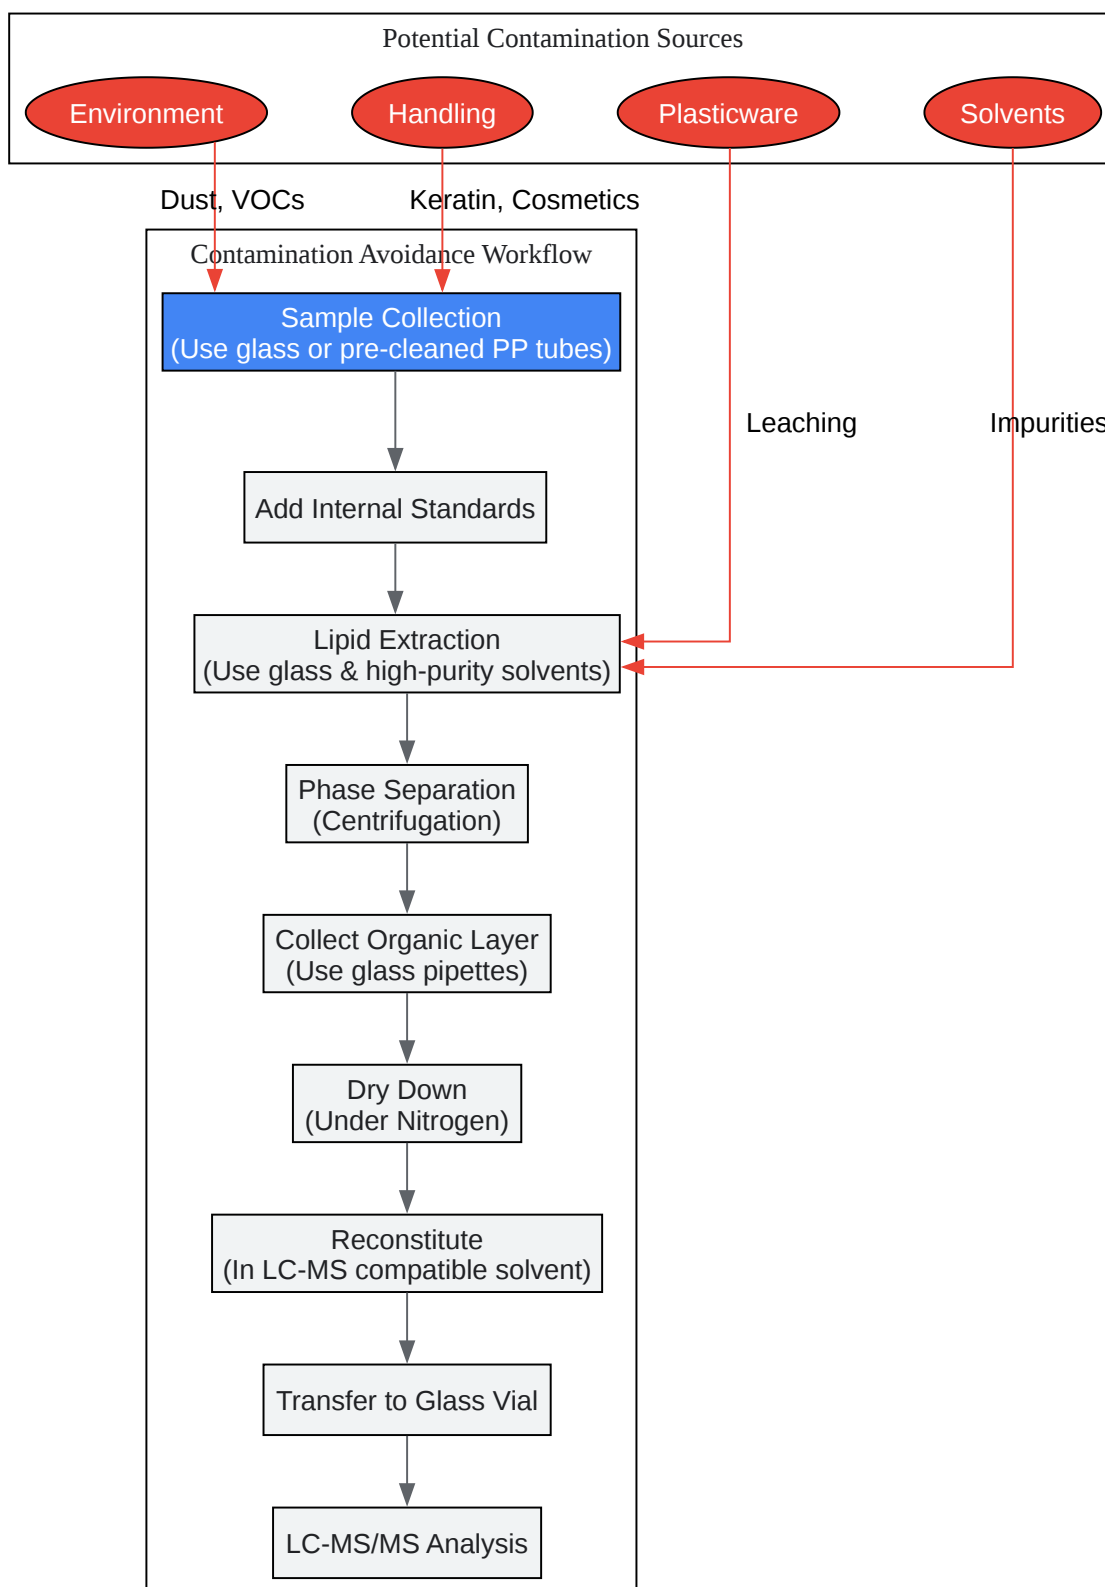 Potential Contamination Sources
Environment
Handling
Plasticware
Solvents
Dust, VOCs
Keratin, Cosmetics
Contamination Avoidance Workflow
Sample Collection
(Use glass or pre-cleaned PP tubes)
Leaching
Impurities
Add Internal Standards
Lipid Extraction
(Use glass & high-purity solvents)
Phase Separation
(Centrifugation)
Collect Organic Layer
(Use glass pipettes)
Dry Down
(Under Nitrogen)
Reconstitute
(In LC-MS compatible solvent)
Transfer to Glass Vial
LC-MS/MS Analysis